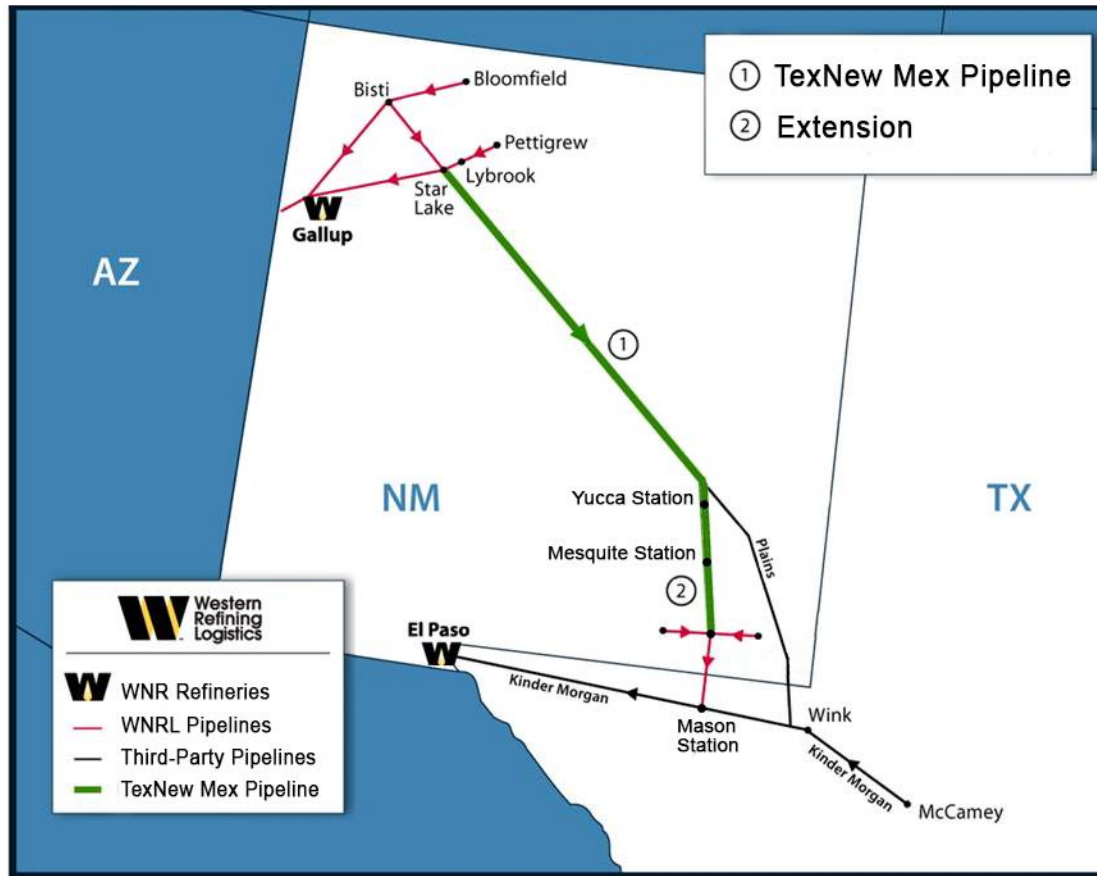 ① TexNew Mex Pipeline
② Extension
Bloomfield
Bisti
Pettigrew
Lybrook
Star
Lake
W
Gallup
AZ
①
NM
TX
Yucca Station
Mesquite Station
Plains
②
El Paso
W
Kinder Morgan
Mason
Station
Wink
Kinder Morgan
McCamey
W
Western
Refining
Logistics
W
WNR Refineries
WNRL Pipelines
Third-Party Pipelines
TexNew Mex Pipeline